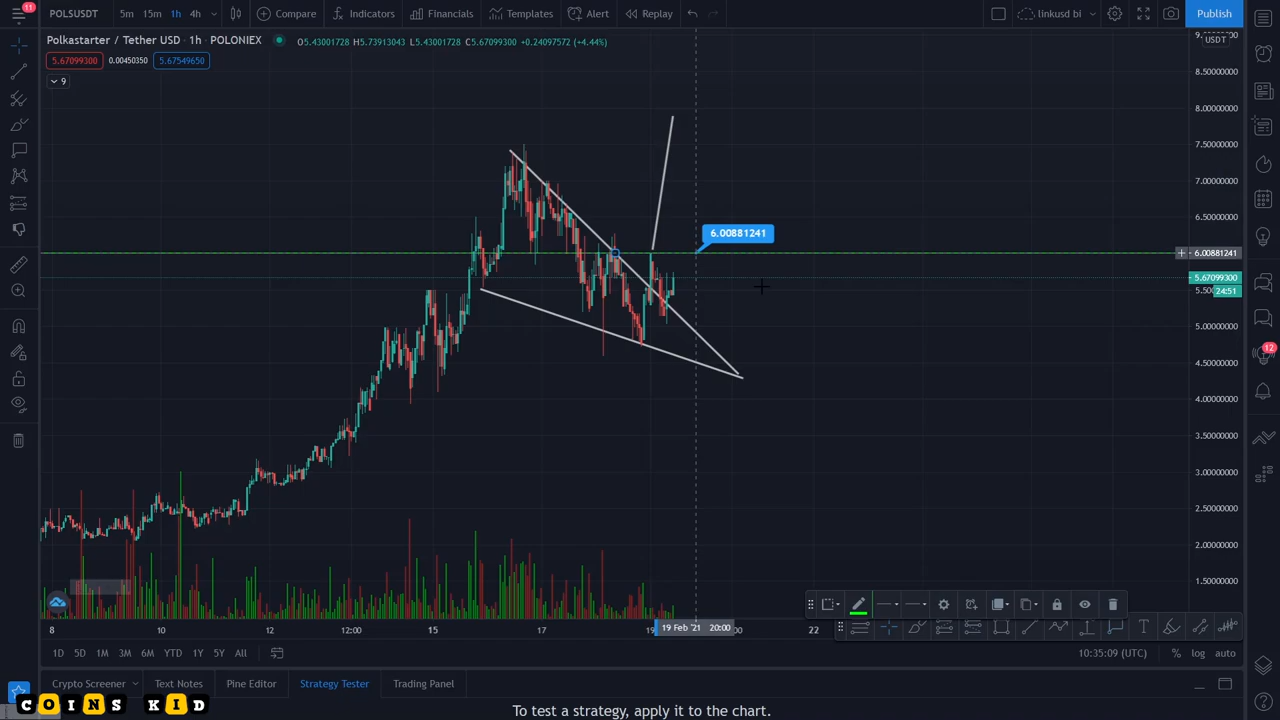 11
POLSUSDT 5m 15m 1h 4h Compare Indicators Financials Templates Alert Replay linkusd bi Publish
Polkastarter / Tether USD · 1h · POLONIEX O5.43001728 H5.73913043 L5.43001728 C5.67099300 +0.24097572 (+4.44%)
USDT
5.67099300 0.00450350 5.67549650
9
8.50000000
8.00000000
7.50000000
7.00000000
6.50000000
6.00881241
6.00881241
5.67099300
24:51
5.00000000
4.50000000
4.00000000
12
3.50000000
3.00000000
2.50000000
2.00000000
1.50000000
8 10 12 12:00 15 17 19 19 Feb '21 20:00 22
1D 5D 1M 3M 6M YTD 1Y 5Y All 10:35:09 (UTC) % log auto
Crypto Screener Text Notes Pine Editor Strategy Tester Trading Panel
COINS KID
To test a strategy, apply it to the chart.